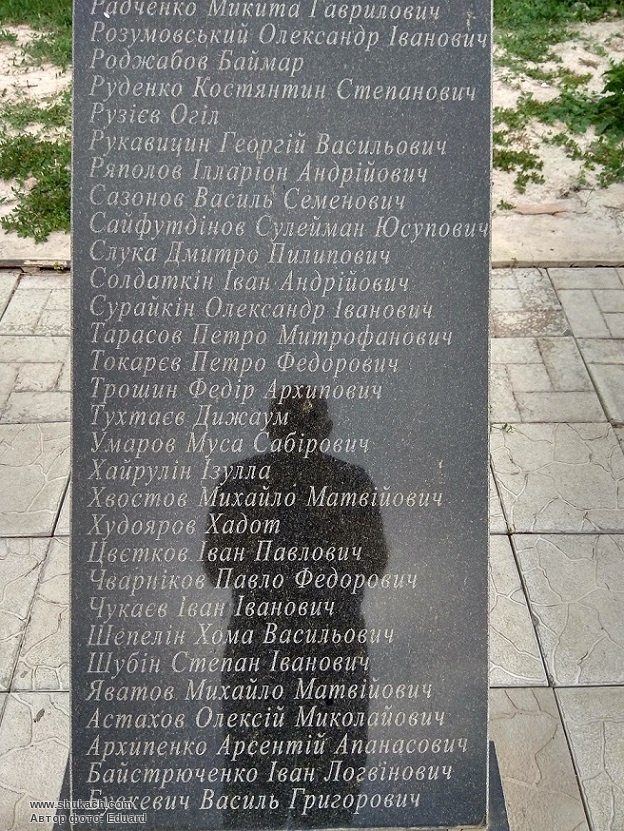 Радченко Микита Гаврилович
Розумовський Олександр Іванович
Роджабов Баймар
Руденко Костянтин Степанович
Рузієв Огіл
Рукавицин Георгій Васильович
Ряполов Ілларіон Андрійович
Сазонов Василь Семенович
Сайфутдінов Сулейман Юсупович
Слука Дмитро Пилипович
Солдаткін Іван Андрійович
Сурайкін Олександр Іванович
Тарасов Петро Митрофанович
Токарєв Петро Федорович
Трошин Федір Архипович
Тухтаєв Дижаум
Умаров Муса Сабірович
Хайрулін Ізулла
Хвостов Михайло Матвійович
Худояров Хадот
Цвєтков Іван Павлович
Чварніков Павло Федорович
Чукаєв Іван Іванович
Шепелін Хома Васильович
Шубін Степан Іванович
Яватов Михайло Матвійович
Астахов Олексій Миколайович
Архипенко Арсентій Апанасович
Байстрюченко Іван Логвінович
Василь Григорович
www.shukach.com
Автор фото: Eduard